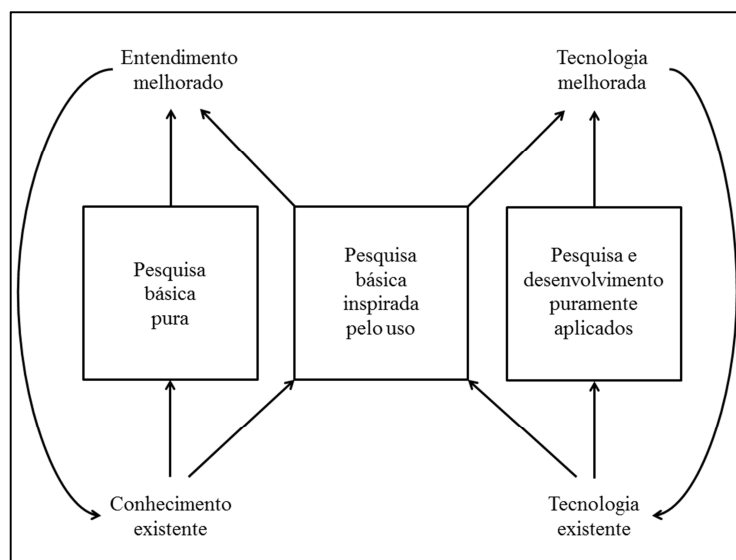 Entendimento
melhorado
Tecnologia
melhorada
Pesquisa
básica
pura
Pesquisa
básica
inspirada
pelo uso
Pesquisa e
desenvolvimento
puramente
aplicados
Conhecimento
existente
Tecnologia
existente